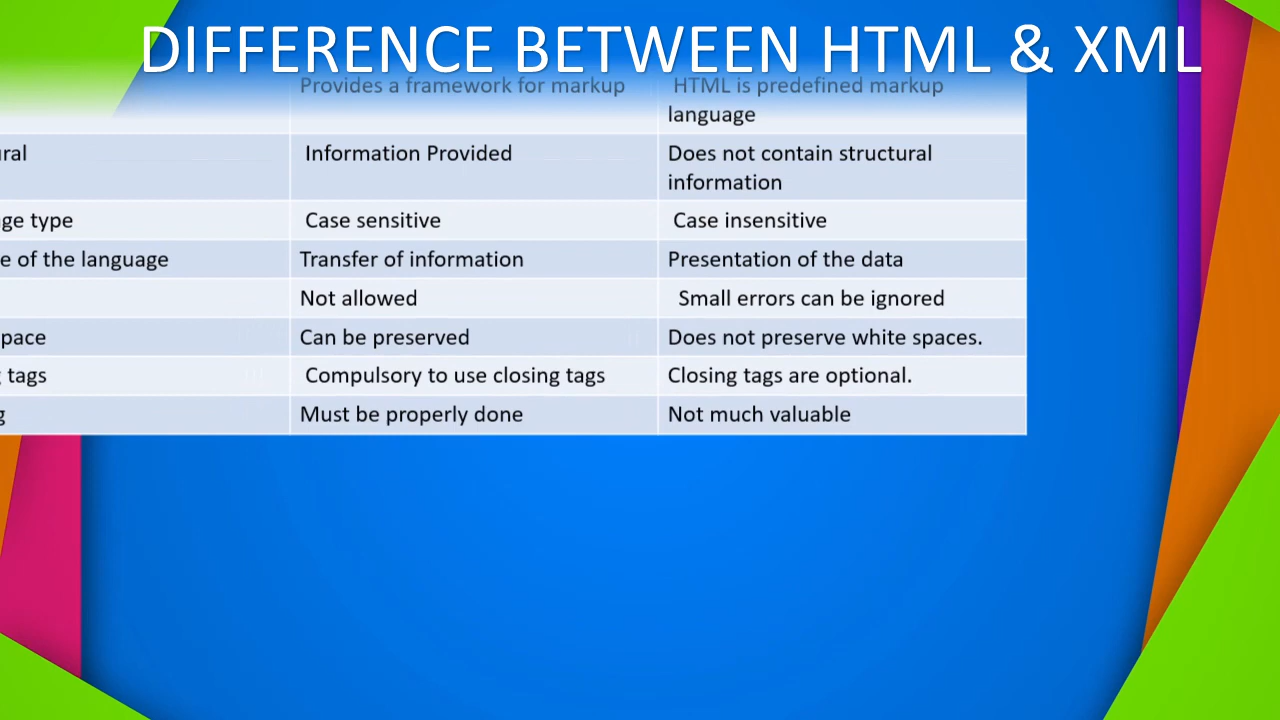 DIFFERENCE BETWEEN HTML & XML
Provides a framework for markup HTML is predefined markup
language
Information Provided Does not contain structural
information
type Case sensitive Case insensitive
of the language Transfer of information Presentation of the data
Not allowed Small errors can be ignored
Can be preserved Does not preserve white spaces.
tags Compulsory to use closing tags Closing tags are optional.
Must be properly done Not much valuable